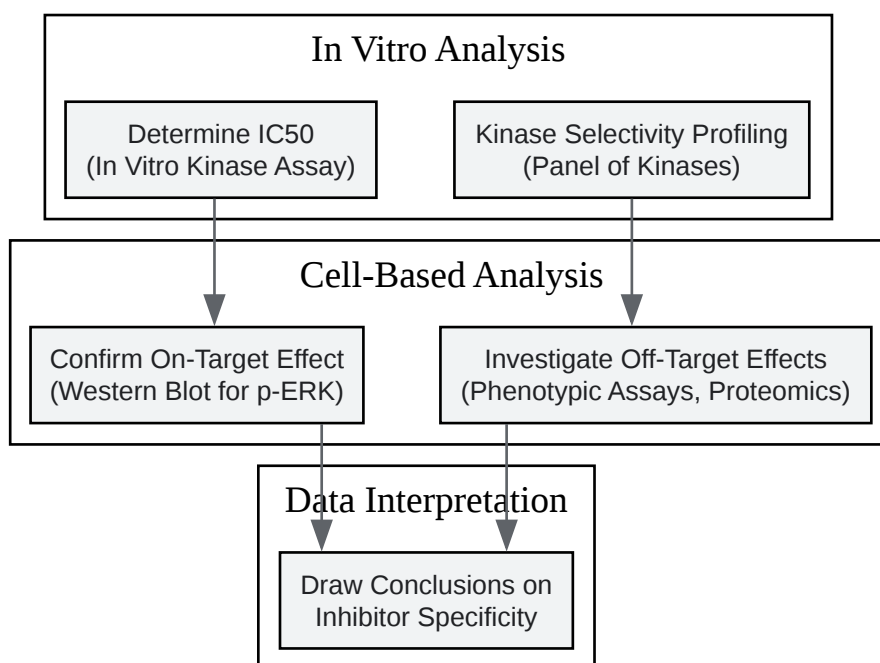 In Vitro Analysis
Determine IC50
(In Vitro Kinase Assay)
Kinase Selectivity Profiling
(Panel of Kinases)
Cell-Based Analysis
Confirm On-Target Effect
(Western Blot for p-ERK)
Investigate Off-Target Effects
(Phenotypic Assays, Proteomics)
Data Interpretation
Draw Conclusions on
Inhibitor Specificity